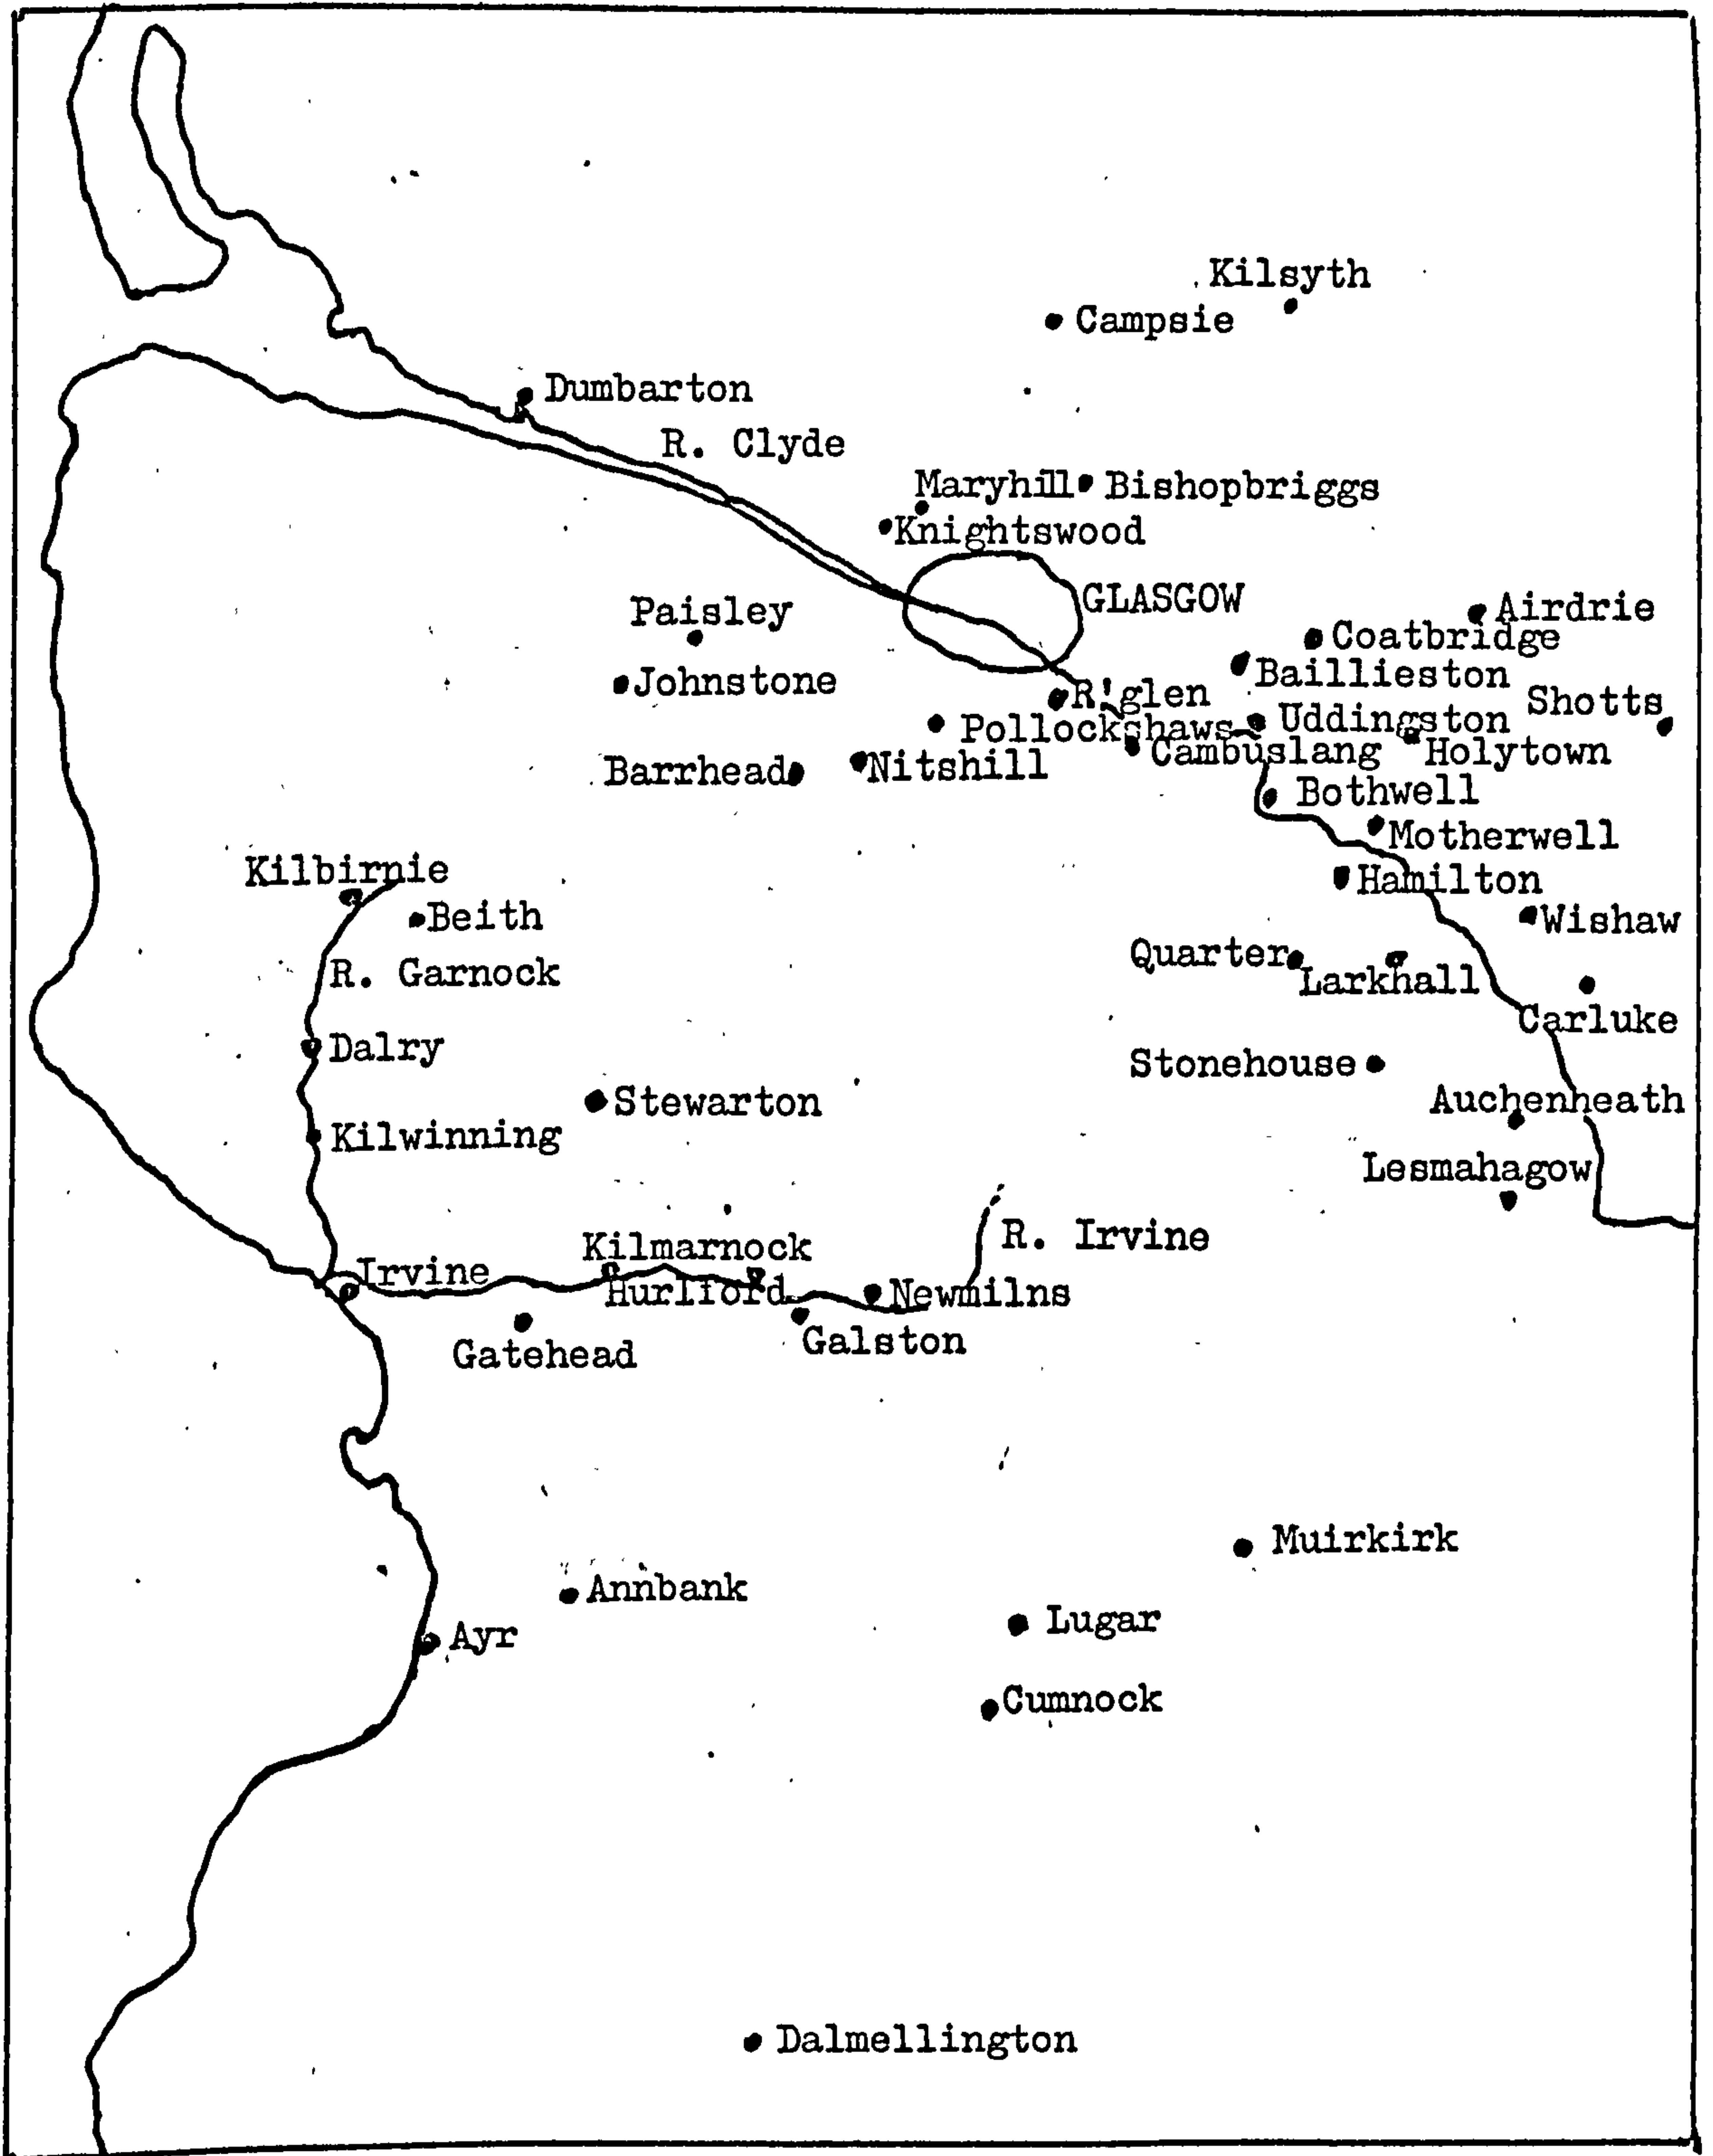 Kilsyth
Campsie
Dumbarton
R. Clyde
Maryhill
Bishopbriggs
Knightswood
GLASGOW
Airdrie
Paisley
Coatbridge
Baillieston
Johnstone
R'glen
Shotts
Pollockshaws
Uddingston
Cambuslang
Holytown
Barrhead
Nitshill
Bothwell
Motherwell
Kilbirnie
Hamilton
Beith
Wishaw
Quarter
R. Garnock
Larkhall
Carluke
Dalry
Stonehouse
Stewarton
Auchenheath
Kilwinning
Lesmahagow
R. Irvine
Kilmarnock
Irvine
Hurlford
Newmilns
Galston
Gatehead
Muirkirk
Annbank
Lugar
Ayr
Cumnock
Dalmellington